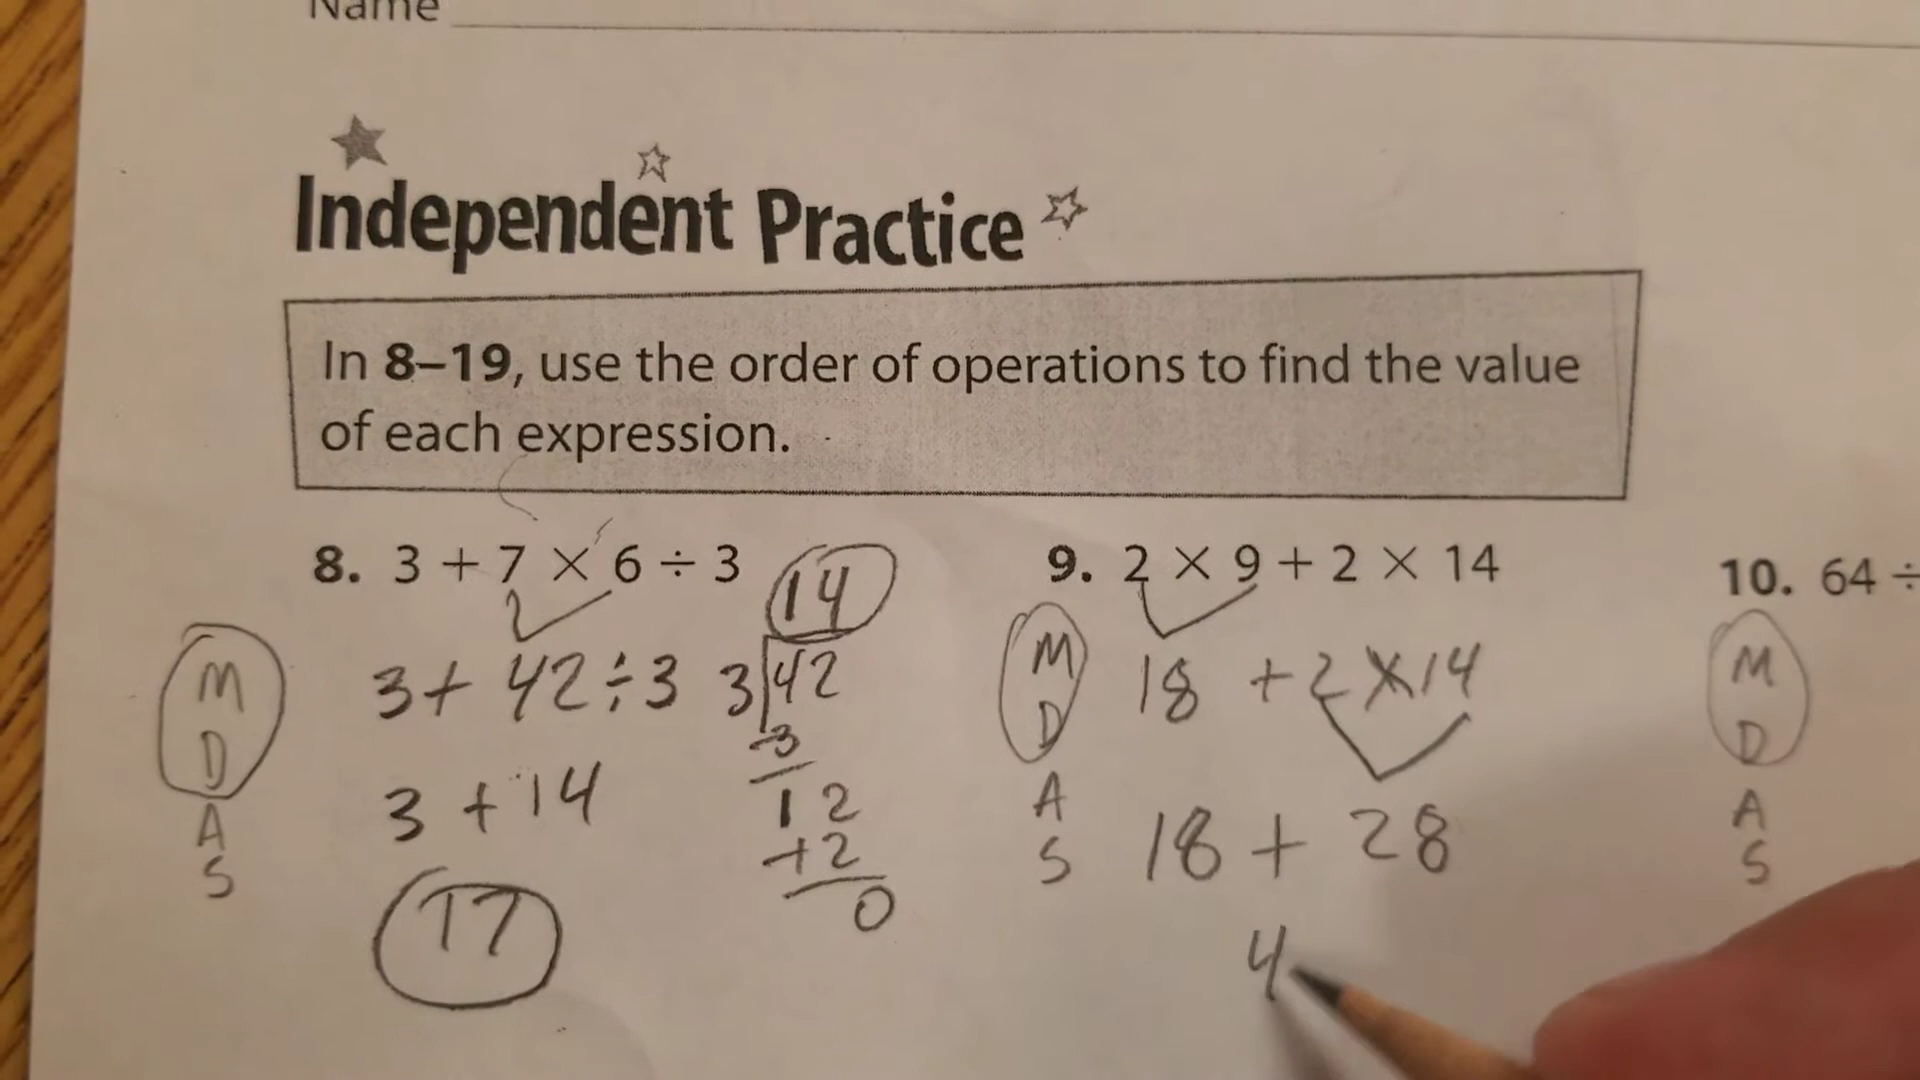 Name
Independent Practice
In 8–19, use the order of operations to find the value
of each expression.
8. 3 + 7 × 6 ÷ 3
14
M
D
A
S
3 + 42 ÷ 3
3 42
-3
12
+2
0
3 + 14
17
9. 2 × 9 + 2 × 14
M
D
A
S
18 + 2 × 14
18 + 28
4
10. 64 ÷
M
D
A
S